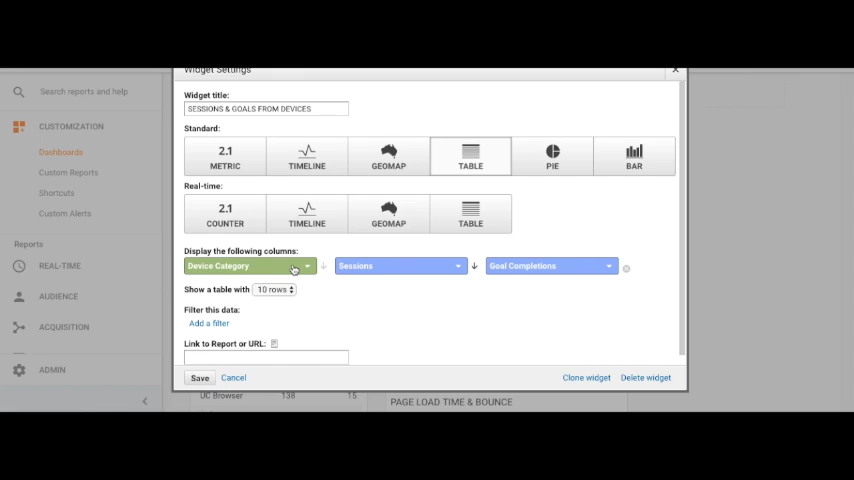 Widget Settings
Widget title:
SESSIONS & GOALS FROM DEVICES
Standard:
2.1
METRIC
TIMELINE
GEOMAP
TABLE
PIE
BAR
Real-time:
2.1
COUNTER
TIMELINE
GEOMAP
TABLE
Display the following columns:
Device Category
Sessions
Goal Completions
Show a table with 10 rows
Filter this data:
Add a filter
Link to Report or URL:
Save Cancel Clone widget Delete widget
Search reports and help
CUSTOMIZATION
Dashboards
Custom Reports
Shortcuts
Custom Alerts
Reports
REAL-TIME
AUDIENCE
ACQUISITION
ADMIN
UC Browser 138 15
PAGE LOAD TIME & BOUNCE